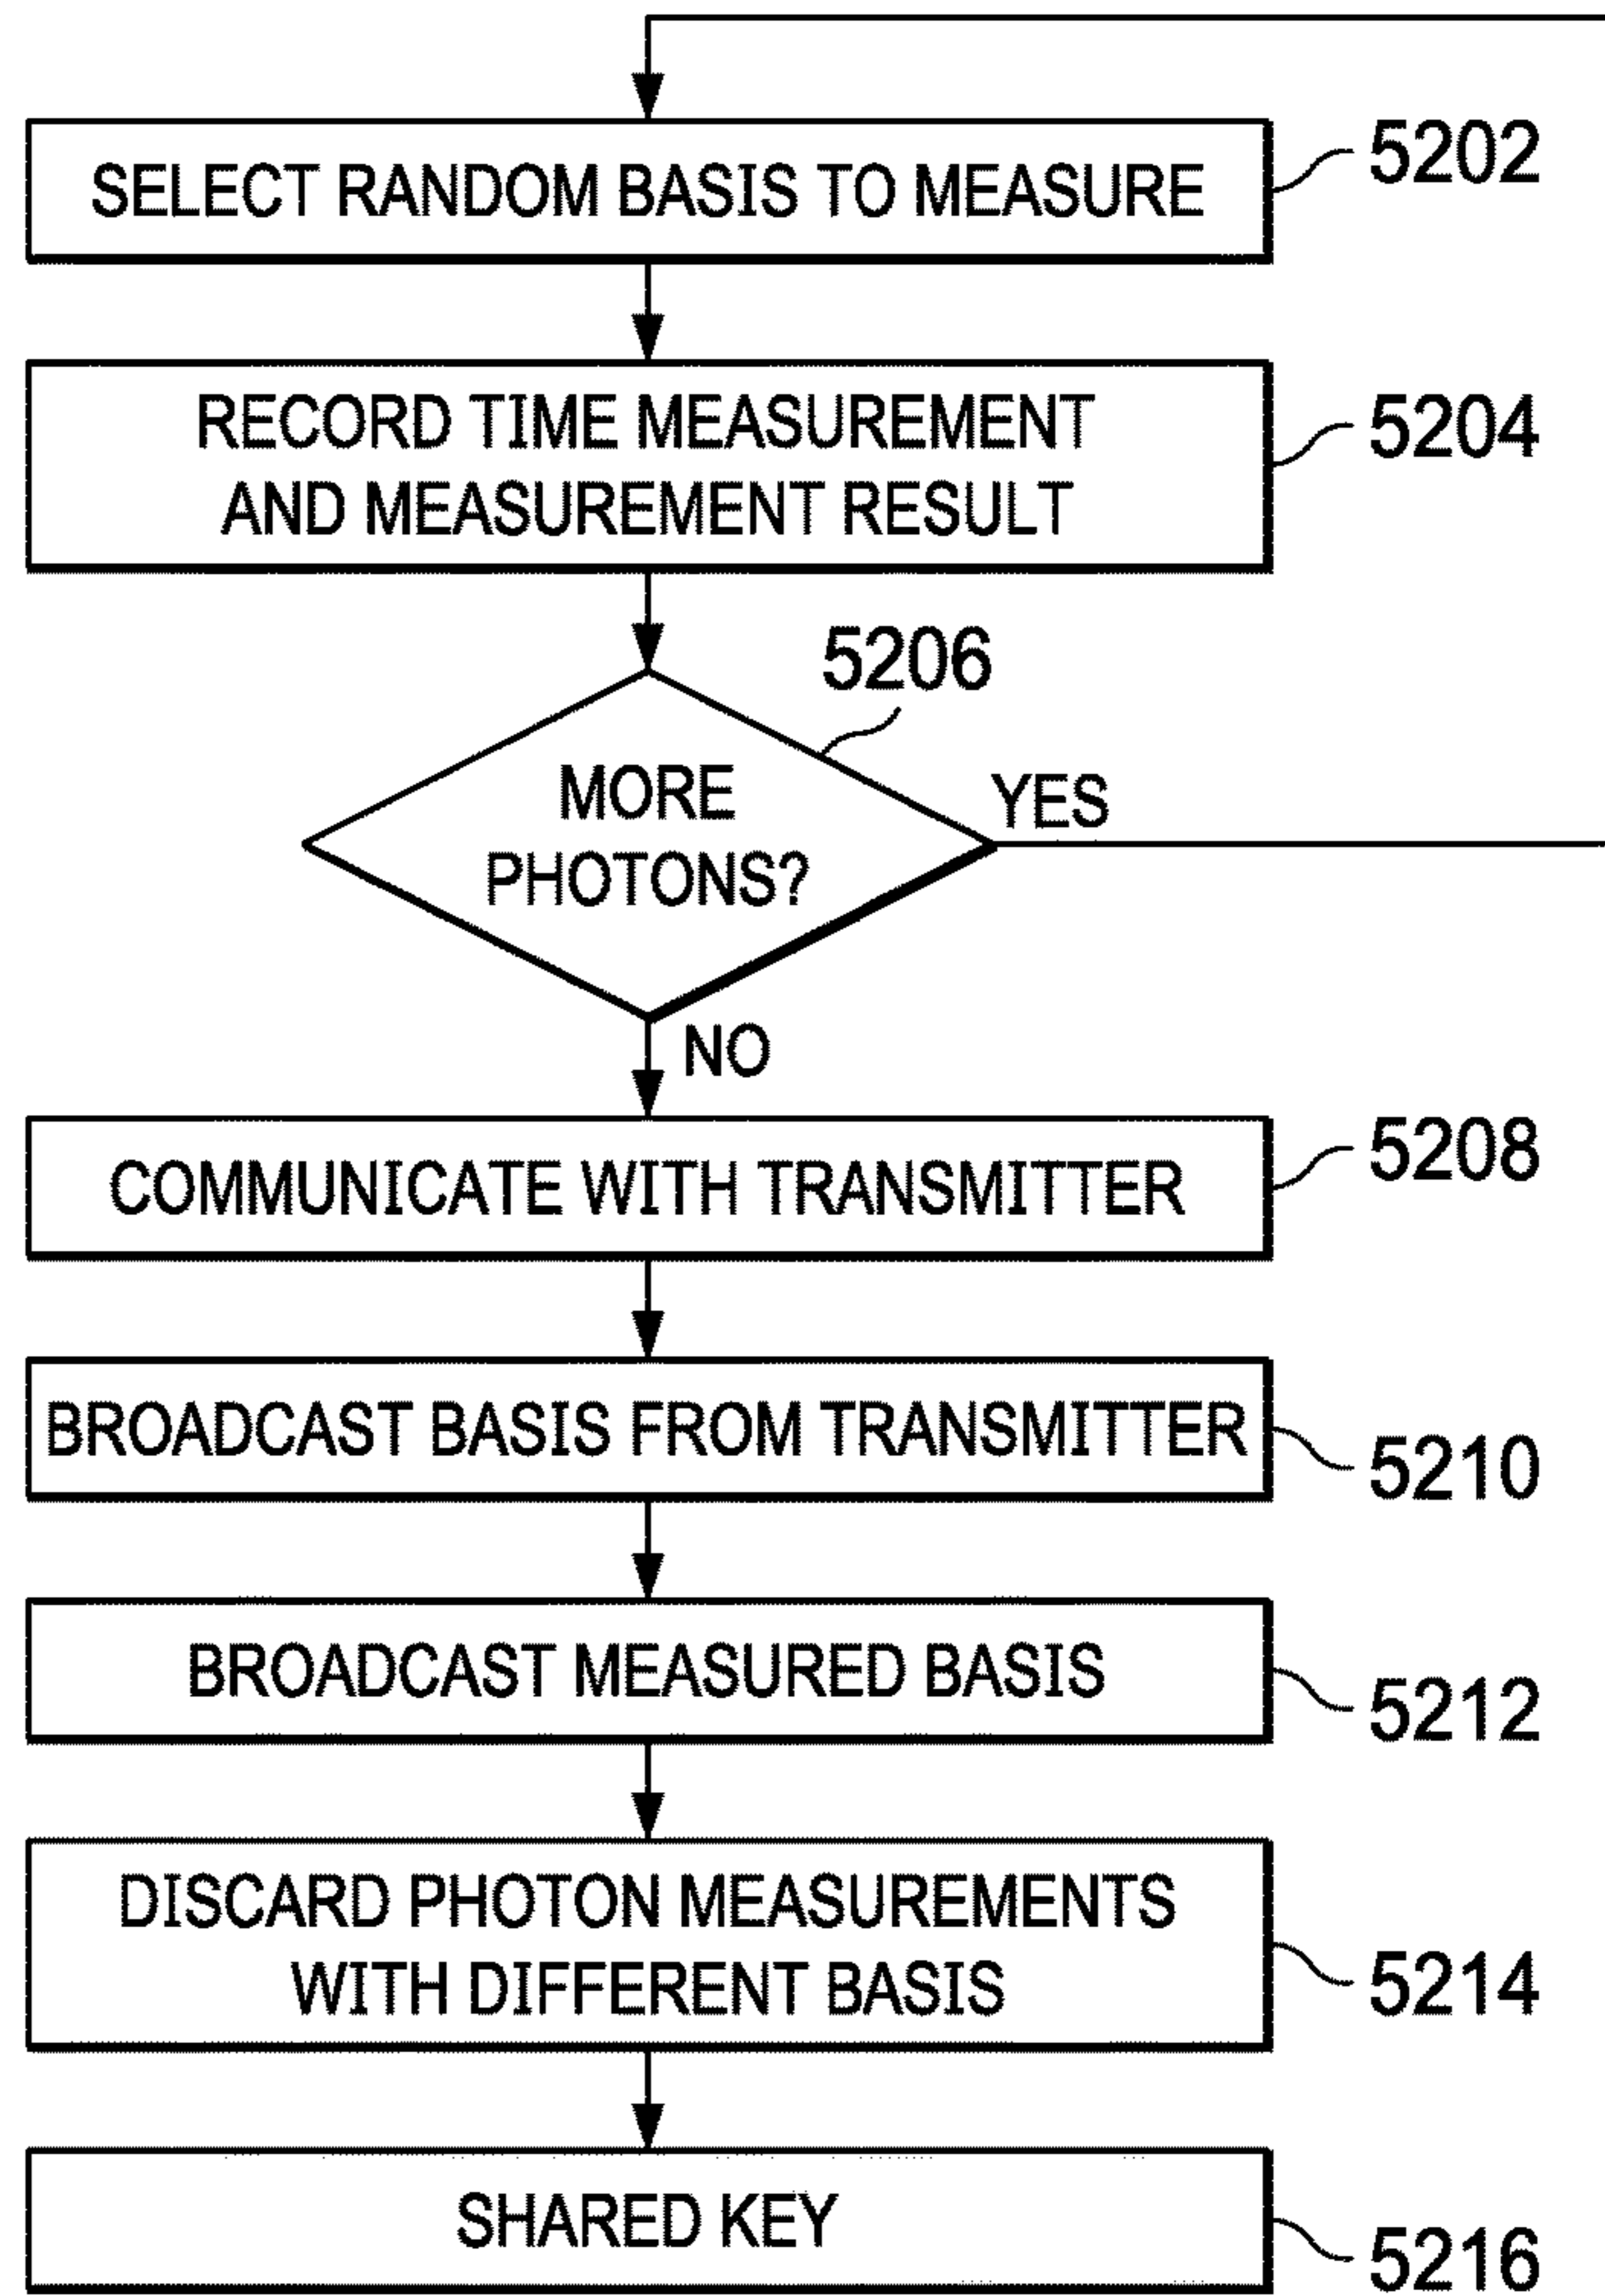 SELECT RANDOM BASIS TO MEASURE
5202
RECORD TIME MEASUREMENT
AND MEASUREMENT RESULT
5204
5206
MORE
PHOTONS?
YES
NO
COMMUNICATE WITH TRANSMITTER
5208
BROADCAST BASIS FROM TRANSMITTER
5210
BROADCAST MEASURED BASIS
5212
DISCARD PHOTON MEASUREMENTS
WITH DIFFERENT BASIS
5214
SHARED KEY
5216